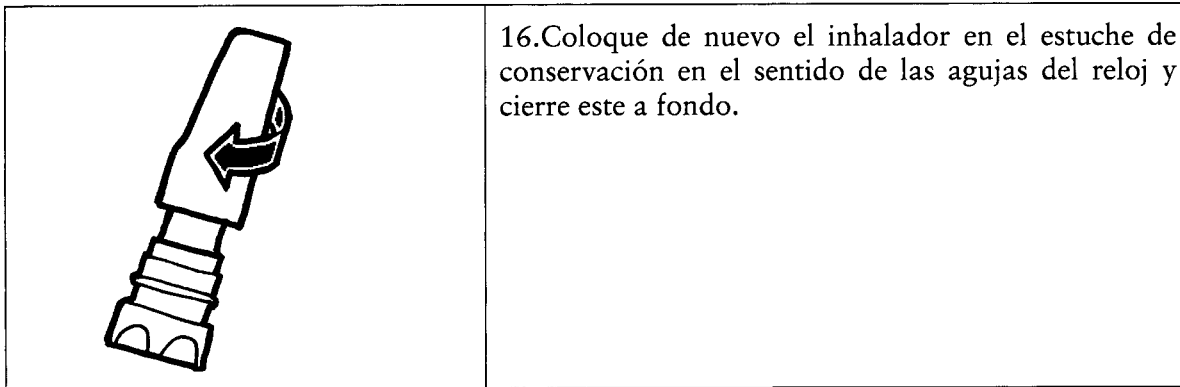 16.Coloque de nuevo el inhalador en el estuche de
conservación en el sentido de las agujas del reloj y
cierre este a fondo.